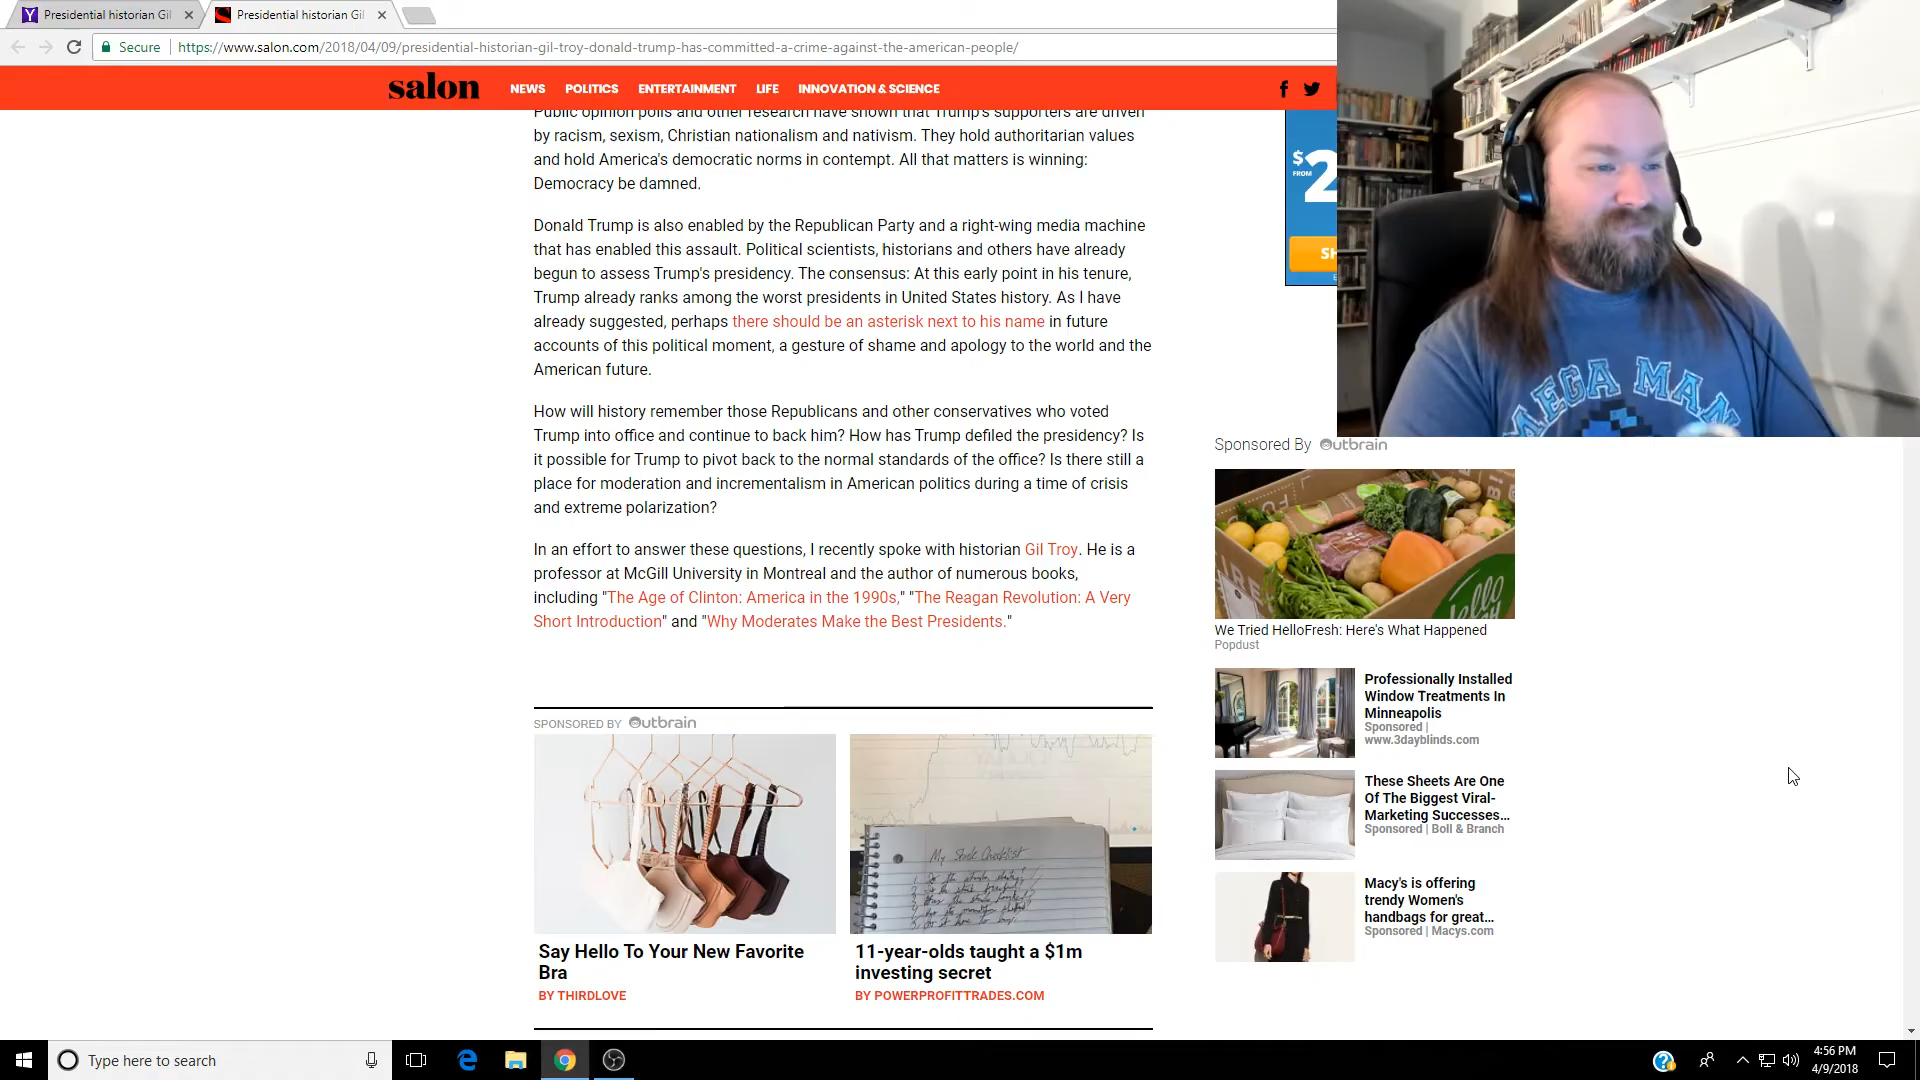 Presidential historian Gil
Presidential historian Gil
Secure
https://www.salon.com/2018/04/09/presidential-historian-gil-troy-donald-trump-has-committed-a-crime-against-the-american-people/
salon
NEWS POLITICS ENTERTAINMENT LIFE INNOVATION & SCIENCE
Public opinion polls and other research have shown that Trump's supporters are driven
by racism, sexism, Christian nationalism and nativism. They hold authoritarian values
and hold America's democratic norms in contempt. All that matters is winning:
Democracy be damned.
Donald Trump is also enabled by the Republican Party and a right-wing media machine
that has enabled this assault. Political scientists, historians and others have already
begun to assess Trump's presidency. The consensus: At this early point in his tenure,
Trump already ranks among the worst presidents in United States history. As I have
already suggested, perhaps there should be an asterisk next to his name in future
accounts of this political moment, a gesture of shame and apology to the world and the
American future.
How will history remember those Republicans and other conservatives who voted
Trump into office and continue to back him? How has Trump defiled the presidency? Is
it possible for Trump to pivot back to the normal standards of the office? Is there still a
place for moderation and incrementalism in American politics during a time of crisis
and extreme polarization?
In an effort to answer these questions, I recently spoke with historian Gil Troy. He is a
professor at McGill University in Montreal and the author of numerous books,
including "The Age of Clinton: America in the 1990s," "The Reagan Revolution: A Very
Short Introduction" and "Why Moderates Make the Best Presidents."
SPONSORED BY Outbrain
My Stock Checklist
Say Hello To Your New Favorite
Bra
BY THIRDLOVE
11-year-olds taught a $1m
investing secret
BY POWERPROFITTRADES.COM
$
FROM
2
MEGA MAN
Sponsored By Outbrain
hello
We Tried HelloFresh: Here's What Happened
Popdust
Professionally Installed
Window Treatments In
Minneapolis
Sponsored |
www.3dayblinds.com
These Sheets Are One
Of The Biggest Viral-
Marketing Successes…
Sponsored | Boll & Branch
Macy's is offering
trendy Women's
handbags for great…
Sponsored | Macys.com
Type here to search
4:56 PM
4/9/2018